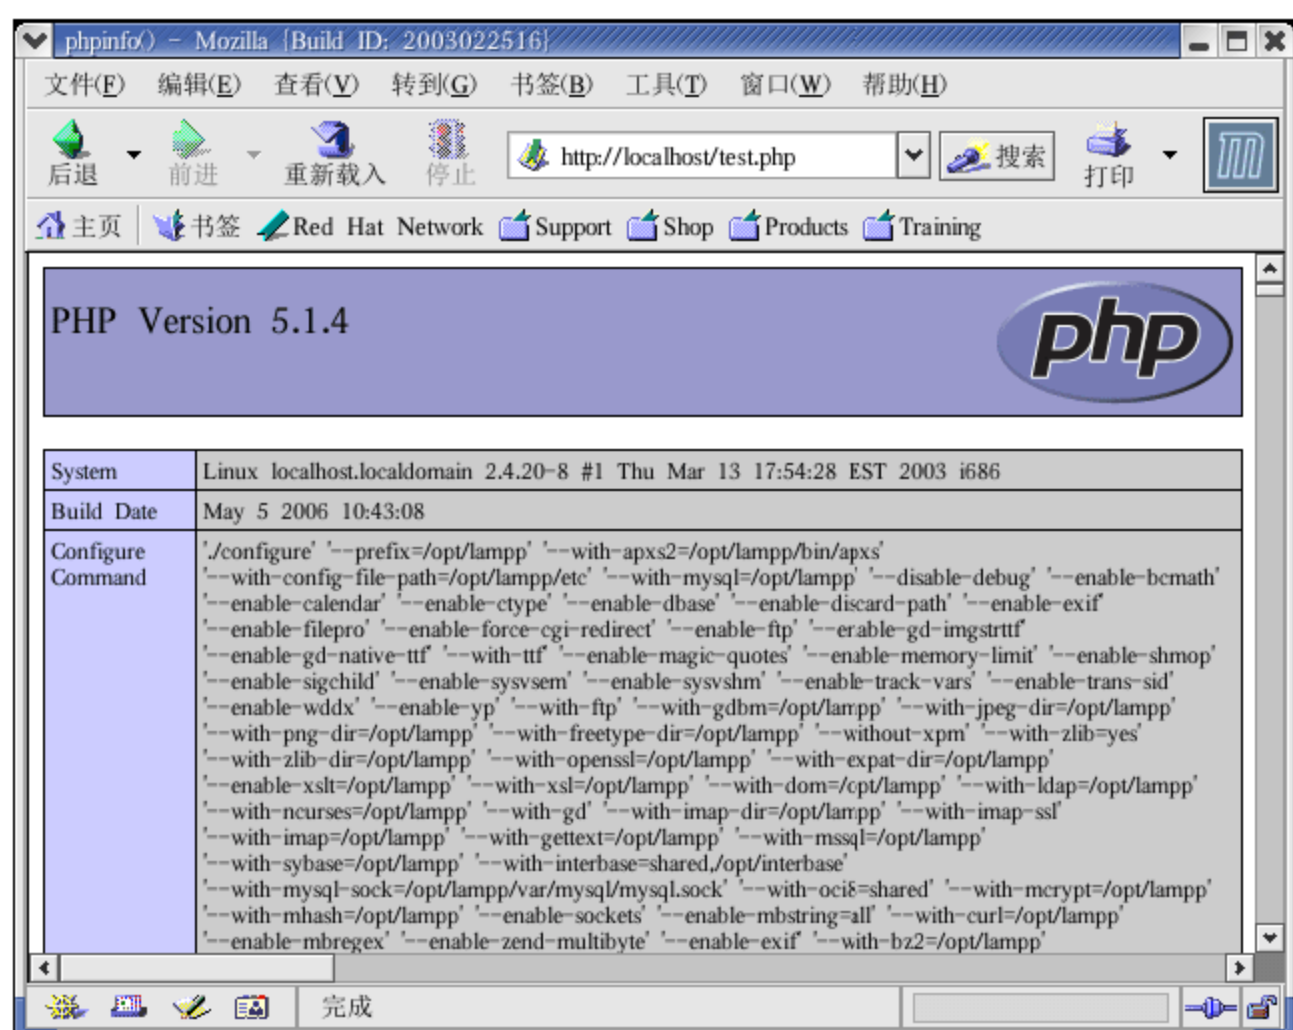 phpinfo() - Mozilla {Build ID: 2003022516}
文件(F) 编辑(E) 查看(V) 转到(G) 书签(B) 工具(T) 窗口(W) 帮助(H)
后退 前进 重新载入 停止 http://localhost/test.php 搜索 打印
主页 书签 Red Hat Network Support Shop Products Training
PHP Version 5.1.4 php
System Linux localhost.localdomain 2.4.20-8 #1 Thu Mar 13 17:54:28 EST 2003 i686
Build Date May 5 2006 10:43:08
Configure Command './configure' '--prefix=/opt/lampp' '--with-apxs2=/opt/lampp/bin/apxs'
'--with-config-file-path=/opt/lampp/etc' '--with-mysql=/opt/lampp' '--disable-debug' '--enable-bcmath'
'--enable-calendar' '--enable-ctype' '--enable-dbase' '--enable-discard-path' '--enable-exif'
'--enable-filepro' '--enable-force-cgi-redirect' '--enable-ftp' '--enable-gd-imgstrttf'
'--enable-gd-native-ttf' '--with-ttf' '--enable-magic-quotes' '--enable-memory-limit' '--enable-shmop'
'--enable-sigchild' '--enable-sysvsem' '--enable-sysvshm' '--enable-track-vars' '--enable-trans-sid'
'--enable-wddx' '--enable-yp' '--with-ftp' '--with-gdbm=/opt/lampp' '--with-jpeg-dir=/opt/lampp'
'--with-png-dir=/opt/lampp' '--with-freetype-dir=/opt/lampp' '--without-xpm' '--with-zlib=yes'
'--with-zlib-dir=/opt/lampp' '--with-openssl=/opt/lampp' '--with-expat-dir=/opt/lampp'
'--enable-xslt=/opt/lampp' '--with-xsl=/opt/lampp' '--with-dom=/opt/lampp' '--with-ldap=/opt/lampp'
'--with-ncurses=/opt/lampp' '--with-gd' '--with-imap-dir=/opt/lampp' '--with-imap-ssl'
'--with-imap=/opt/lampp' '--with-gettext=/opt/lampp' '--with-mssql=/opt/lampp'
'--with-sybase=/opt/lampp' '--with-interbase=shared,/opt/interbase'
'--with-mysql-sock=/opt/lampp/var/mysql/mysql.sock' '--with-oci8=shared' '--with-mcrypt=/opt/lampp'
'--with-mhash=/opt/lampp' '--enable-sockets' '--enable-mbstring=all' '--with-curl=/opt/lampp'
'--enable-mbregex' '--enable-zend-multibyte' '--enable-exif' '--with-bz2=/opt/lampp'
完成